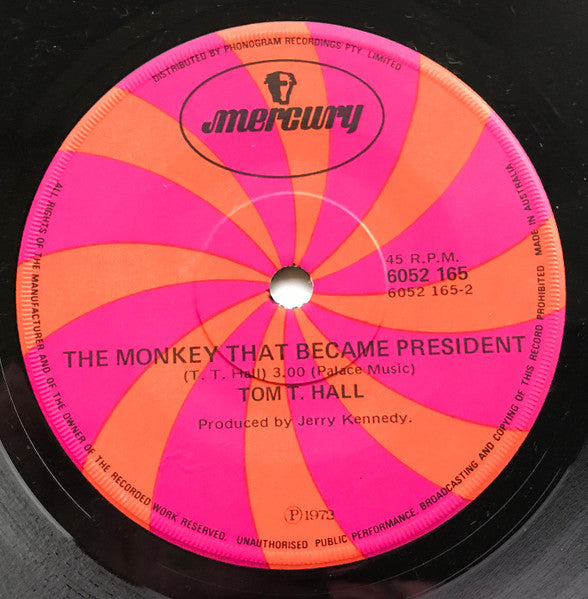 DISTRIBUTED BY PHONOGRAM RECORDINGS PTY. LIMITED
mercury
45 R.P.M.
6052 165
6052 165-2
THE MONKEY THAT BECAME PRESIDENT
(T. T. Hall) 3.00 (Palace Music)
TOM T. HALL
Produced by Jerry Kennedy.
Ⓟ1972
ALL RIGHTS OF THE MANUFACTURER AND OF THE OWNER OF THE RECORDED WORK RESERVED. UNAUTHORISED PUBLIC PERFORMANCE, BROADCASTING AND COPYING OF THIS RECORD PROHIBITED MADE IN AUSTRALIA